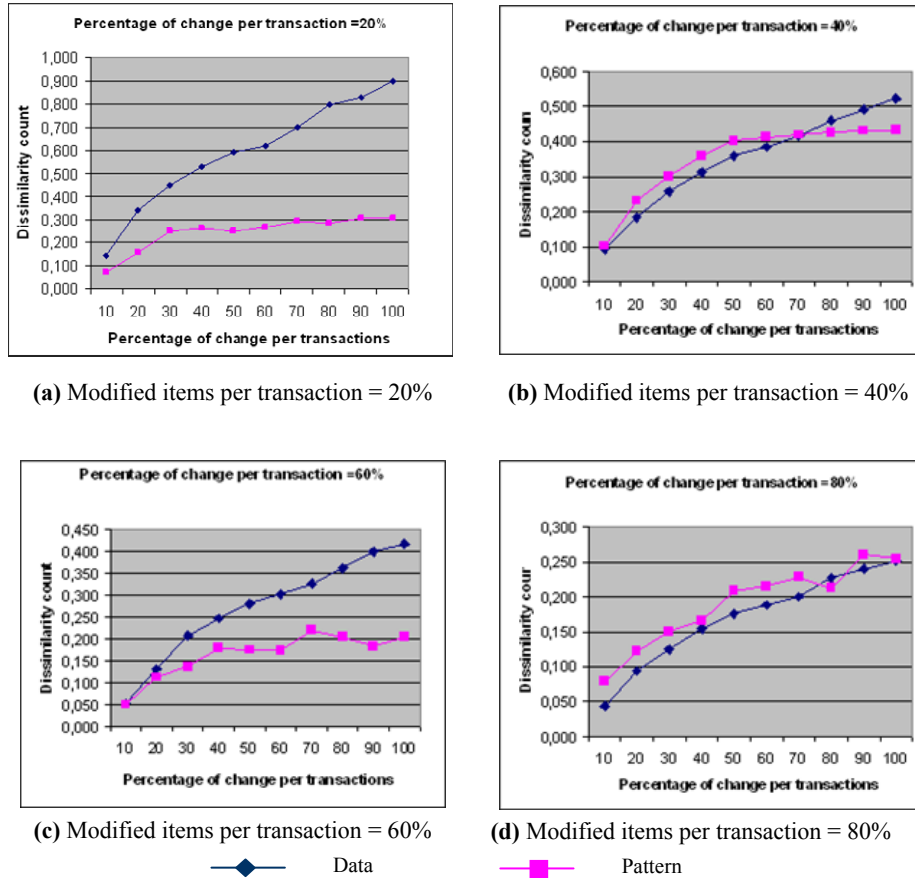 Percentage of change per transaction =20%
1,000
0,900
0,800
0,700
0,600
0,500
0,400
0,300
0,200
0,100
0,000
Dissimilarity count
10 20 30 40 50 60 70 80 90 100
Percentage of change per transactions
(a) Modified items per transaction = 20%
Percentage of change per transaction =40%
0,600
0,500
0,400
0,300
0,200
0,100
0,000
Dissimilarity coun
10 20 30 40 50 60 70 80 90 100
Percentage of change per transactions
(b) Modified items per transaction = 40%
Percentage of change per transaction =60%
0,450
0,400
0,350
0,300
0,250
0,200
0,150
0,100
0,050
0,000
Dissimilarity count
10 20 30 40 50 60 70 80 90 100
Percentage of change per transactions
(c) Modified items per transaction = 60%
Percentage of change per transaction =80%
0,300
0,250
0,200
0,150
0,100
0,050
0,000
Dissimilarity cour
10 20 30 40 50 60 70 80 90 100
Percentage of change per transactions
(d) Modified items per transaction = 80%
Data Pattern